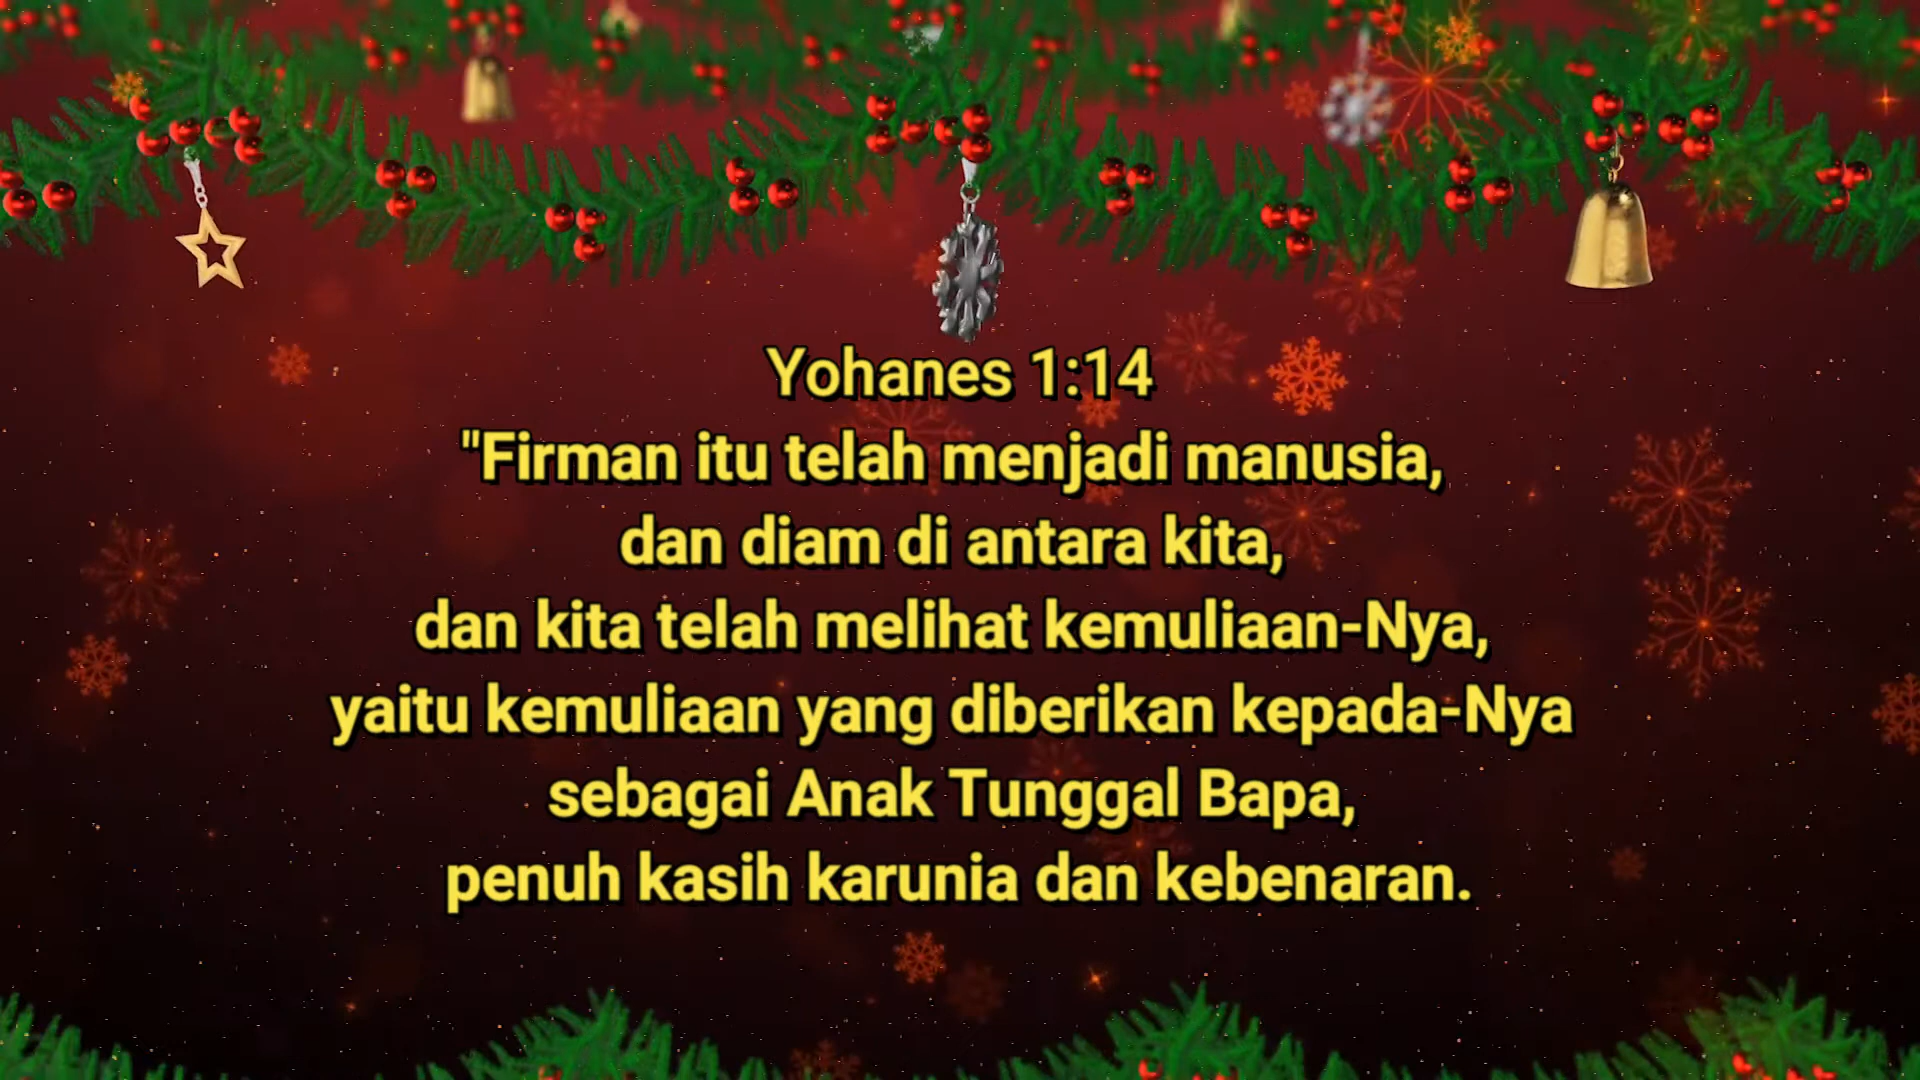 Yohanes 1:14
"Firman itu telah menjadi manusia,
dan diam di antara kita,
dan kita telah melihat kemuliaan-Nya,
yaitu kemuliaan yang diberikan kepada-Nya
sebagai Anak Tunggal Bapa,
penuh kasih karunia dan kebenaran.